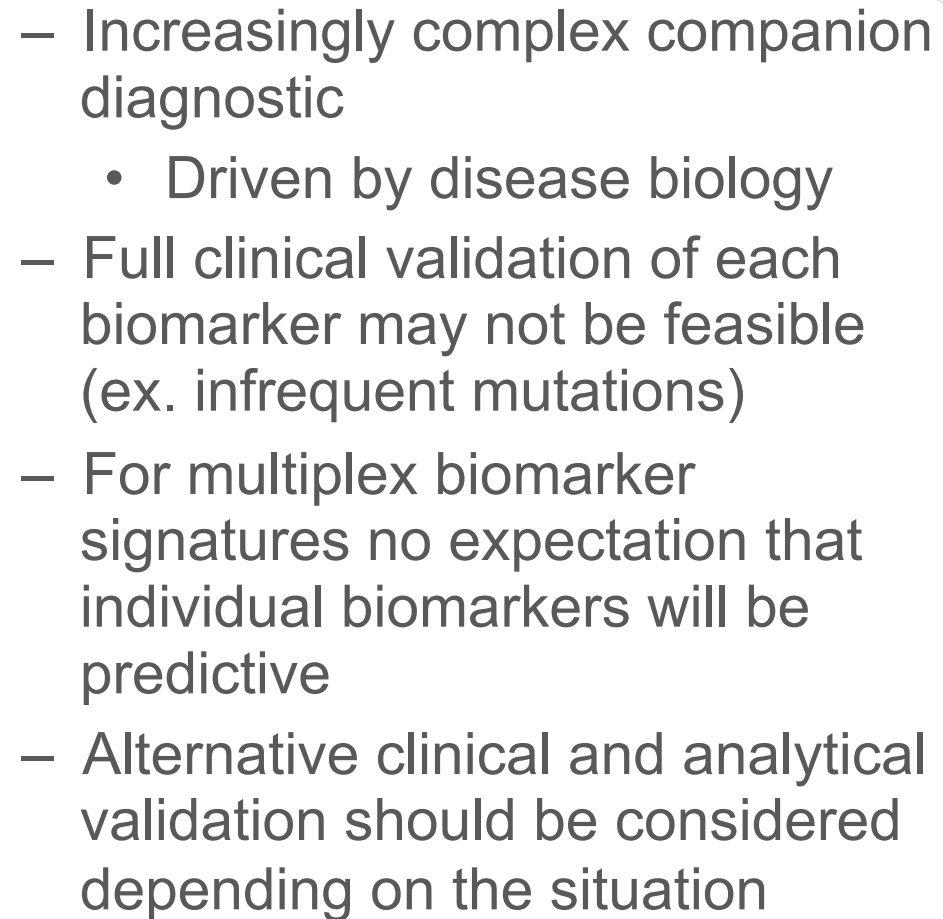 – Increasingly complex companion
diagnostic
• Driven by disease biology
– Full clinical validation of each
biomarker may not be feasible
(ex. infrequent mutations)
– For multiplex biomarker
signatures no expectation that
individual biomarkers will be
predictive
– Alternative clinical and analytical
validation should be considered
depending on the situation